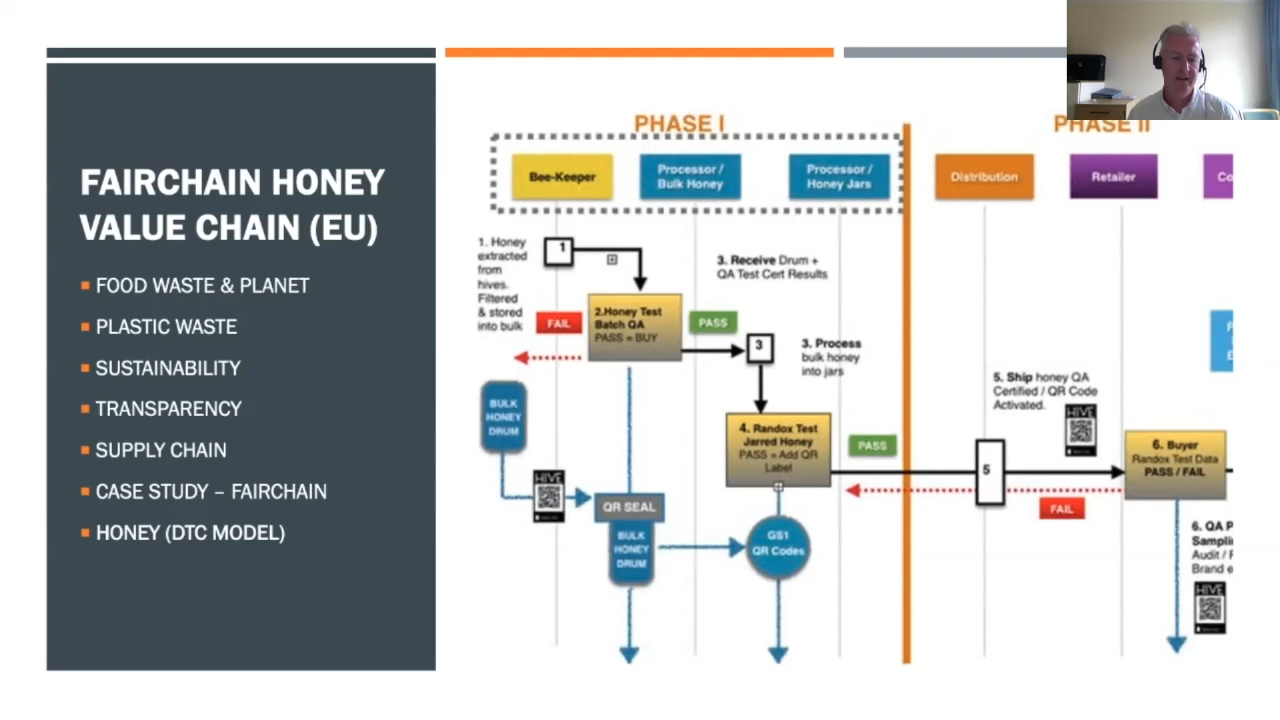 FAIRCHAIN HONEY
VALUE CHAIN (EU)
FOOD WASTE & PLANET
PLASTIC WASTE
SUSTAINABILITY
TRANSPARENCY
SUPPLY CHAIN
CASE STUDY – FAIRCHAIN
HONEY (DTC MODEL)
PHASE I
Bee-Keeper
Processor /
Bulk Honey
Processor /
Honey Jars
1. Honey
extracted
from
hives.
Filtered
& stored
into bulk
1
2.Honey Test
Batch QA
PASS = BUY
FAIL
PASS
3. Receive Drum +
QA Test Cert Results
3
3. Process
bulk honey
into jars
BULK
HONEY
DRUM
HIVE
QR SEAL
BULK
HONEY
DRUM
4. Randox Test
Jarred Honey
PASS = Add QR
Label
PASS
GS1
QR Codes
PHASE II
Distribution
Retailer
Co
5. Ship honey QA
Certified / QR Code
Activated.
HIVE
5
FAIL
6. Buyer
Randox Test Data
PASS / FAIL
6. QA P
Sampli
Audit /
Brand e
HIVE